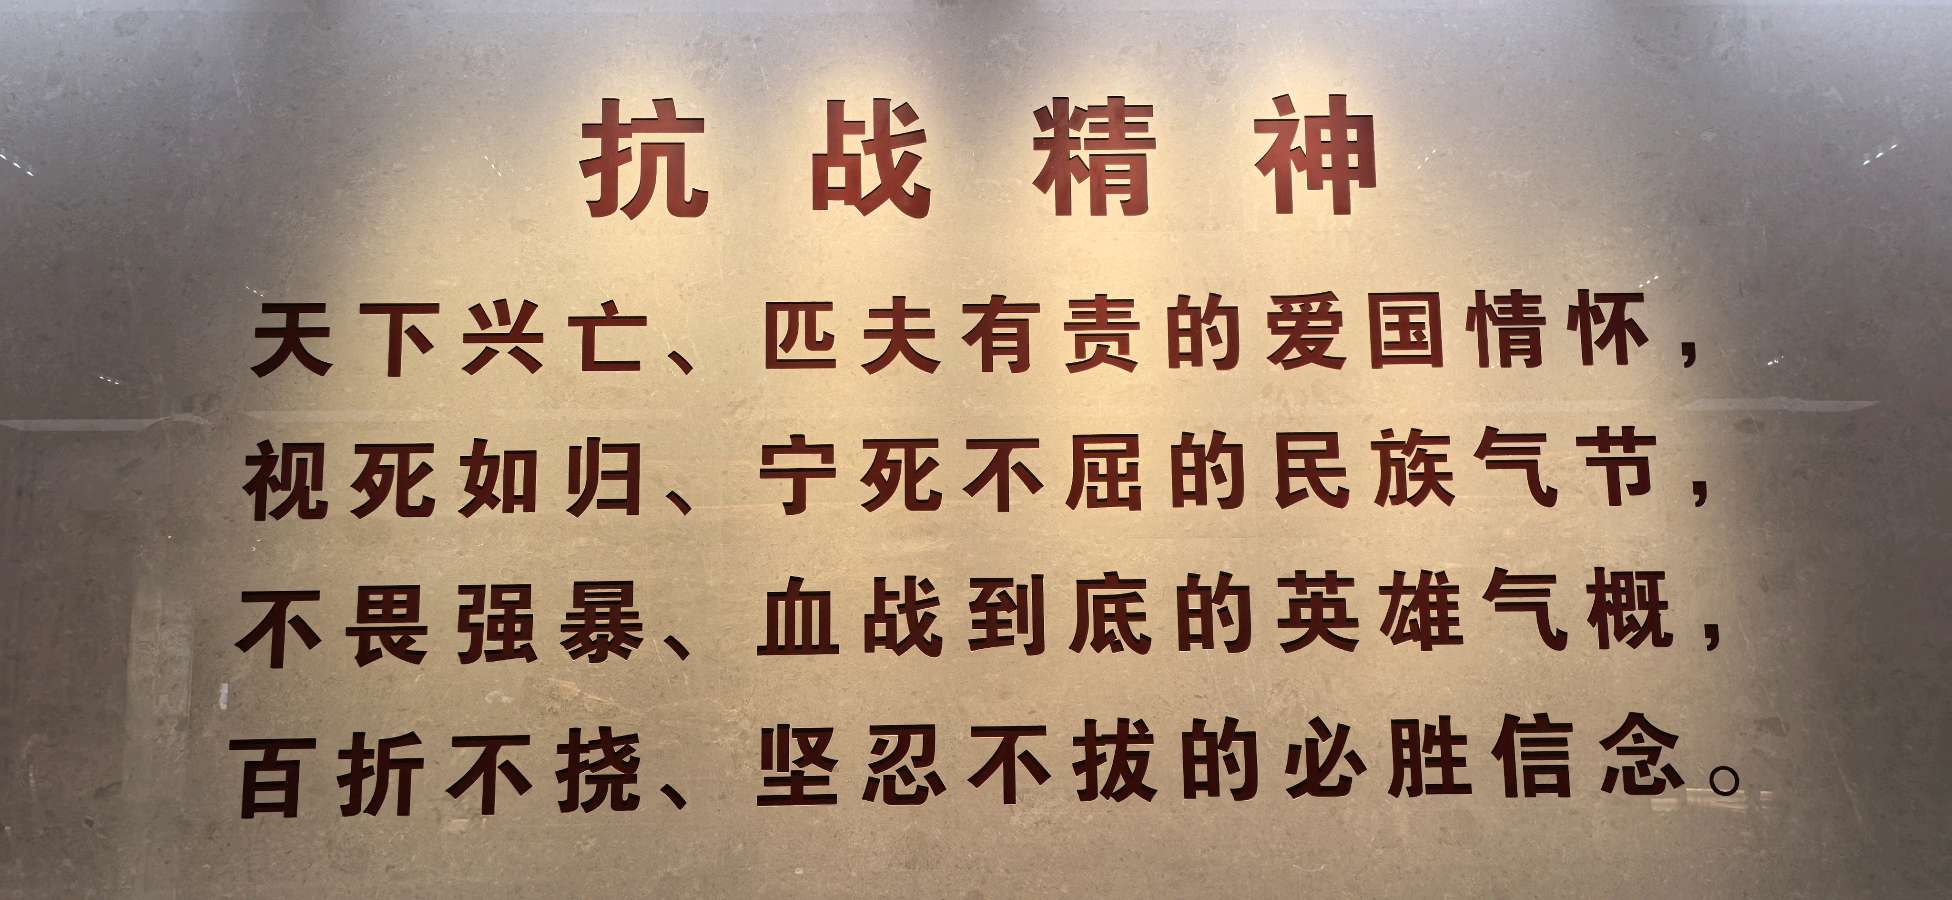 抗战精神
天下兴亡、匹夫有责的爱国情怀，
视死如归、宁死不屈的民族气节，
不畏强暴、血战到底的英雄气概，
百折不挠、坚忍不拔的必胜信念。